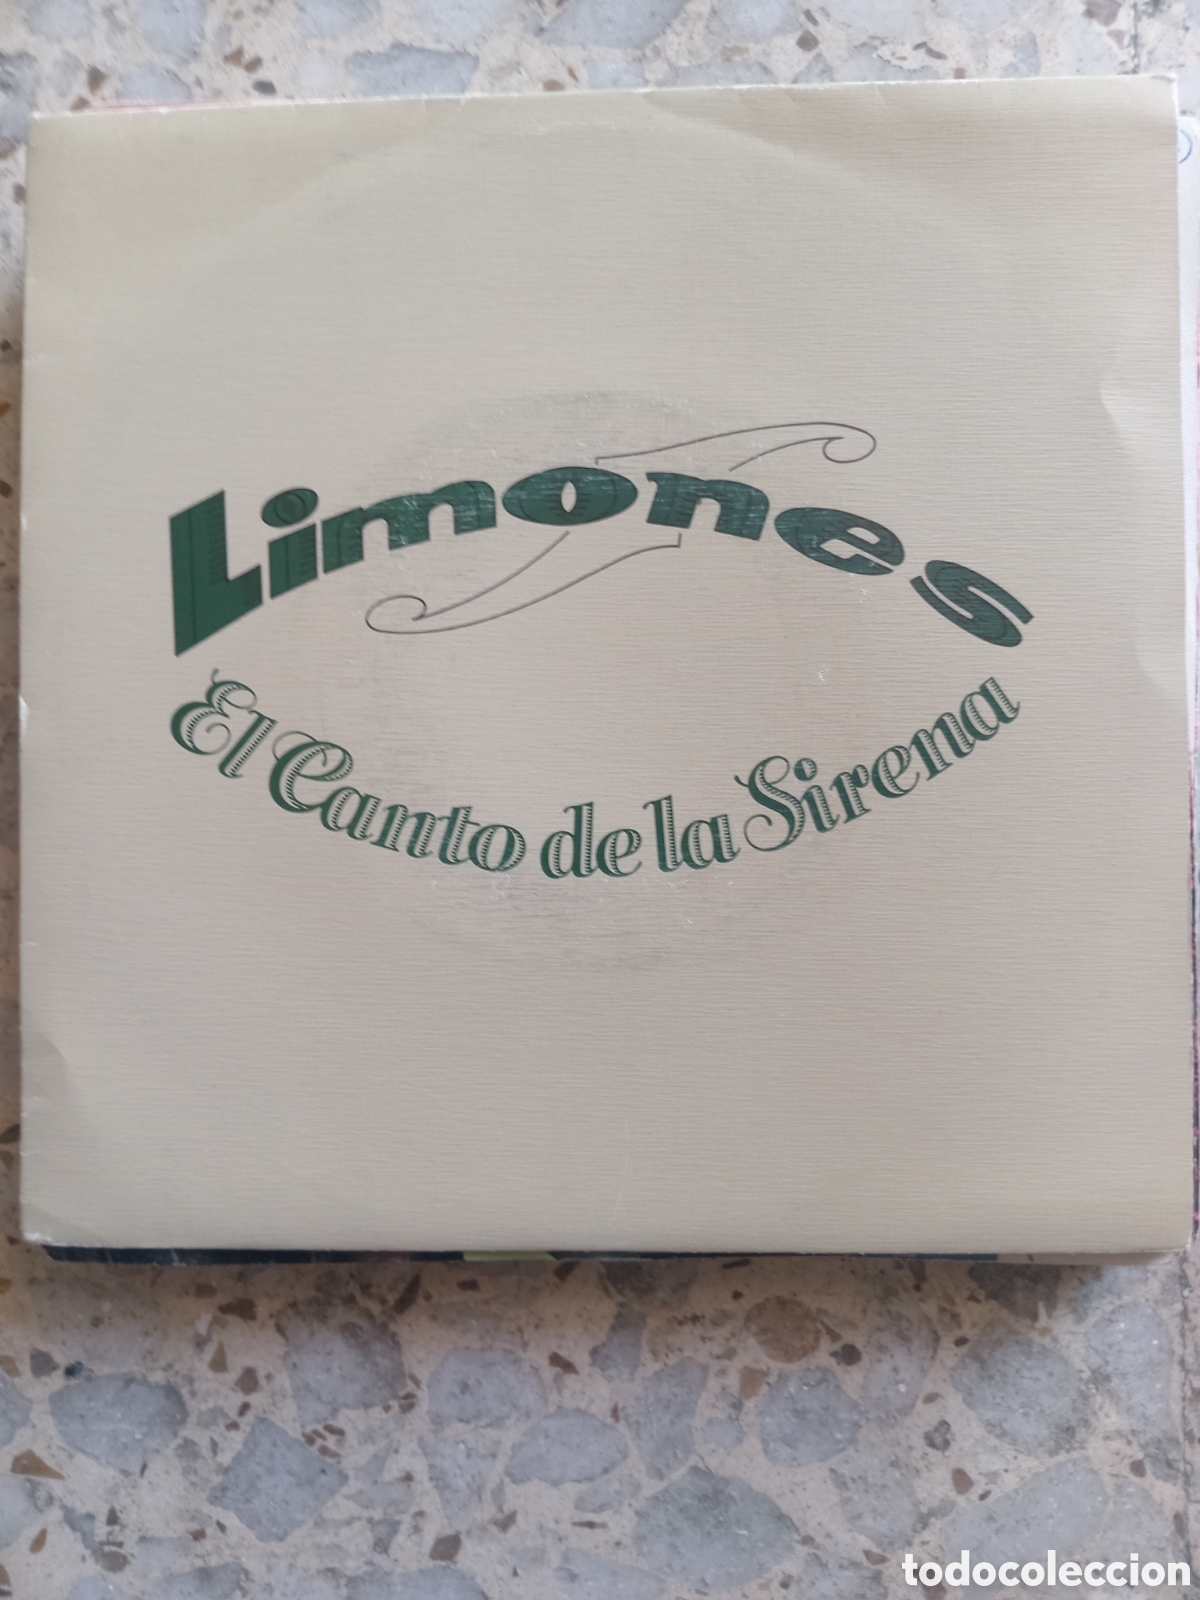 Limones
El Canto de la Sirena
todocoleccion